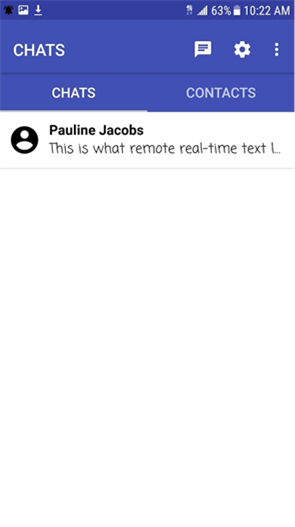 63% 10:22 AM
CHATS
CHATS CONTACTS
Pauline Jacobs
This is what remote real-time text l...